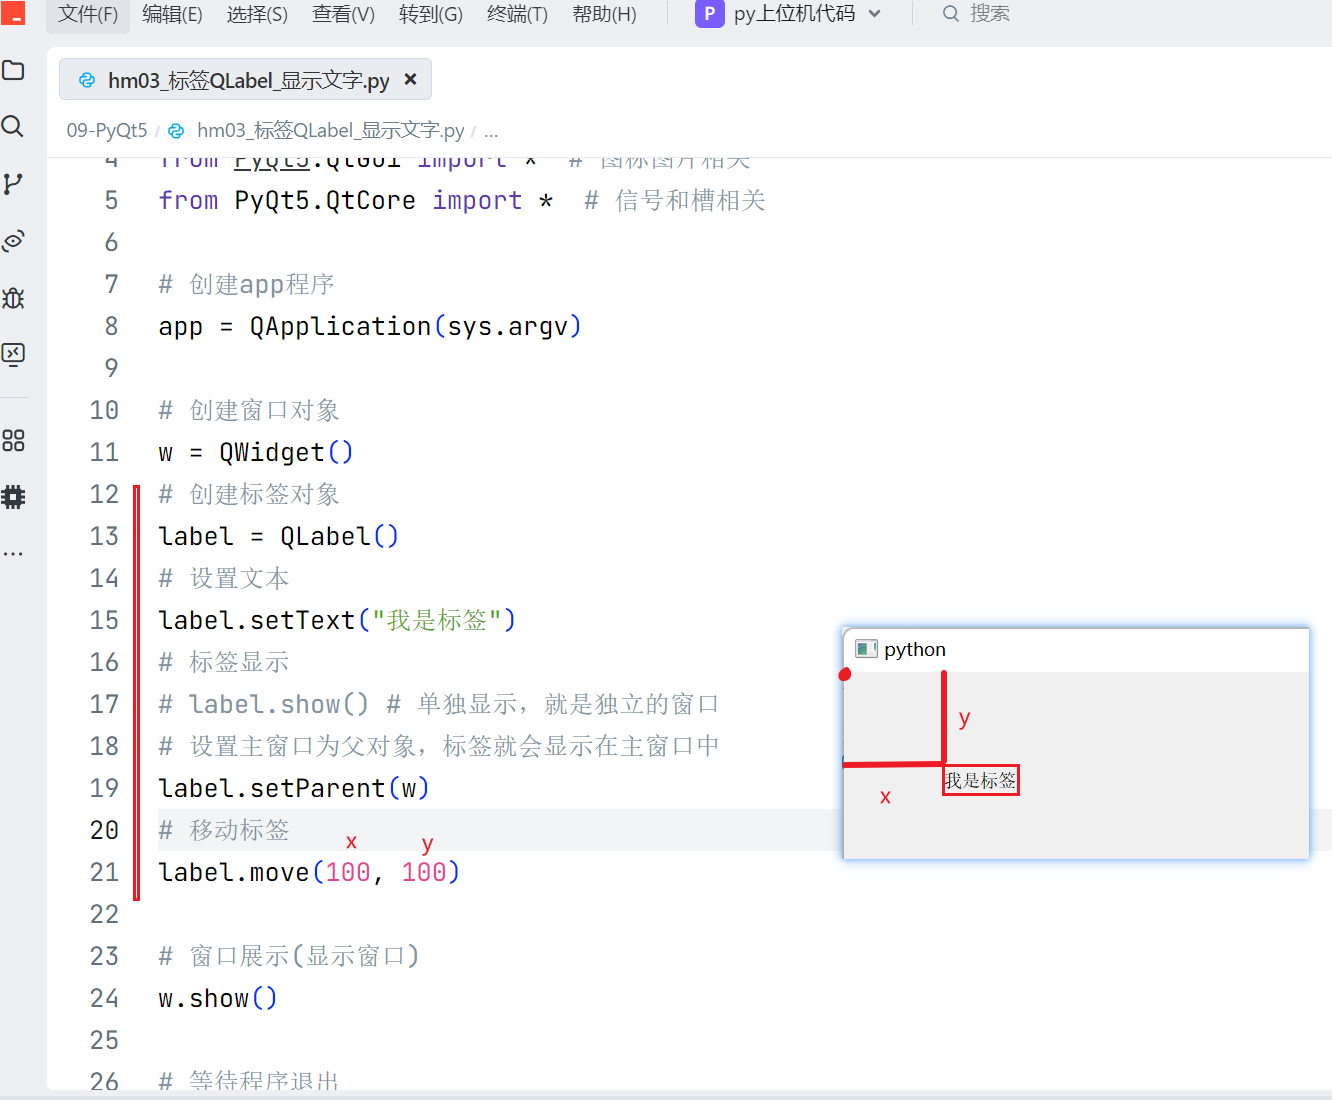 文件(F) 编辑(E) 选择(S) 查看(V) 转到(G) 终端(T) 帮助(H) P py上位机代码 搜索
hm03_标签QLabel_显示文字.py ×
09-PyQt5 / hm03_标签QLabel_显示文字.py / ...
4 from PyQt5.QtGui import * # 图标图片相关
5 from PyQt5.QtCore import * # 信号和槽相关
6
7 # 创建app程序
8 app = QApplication(sys.argv)
9
10 # 创建窗口对象
11 w = QWidget()
12 # 创建标签对象
13 label = QLabel()
14 # 设置文本
15 label.setText("我是标签")
16 # 标签显示
17 # label.show() # 单独显示，就是独立的窗口
18 # 设置主窗口为父对象，标签就会显示在主窗口中
19 label.setParent(w)
20 # 移动标签
x y
21 label.move(100, 100)
22
23 # 窗口展示(显示窗口)
24 w.show()
25
26 # 等待程序退出
python
y
我是标签
x